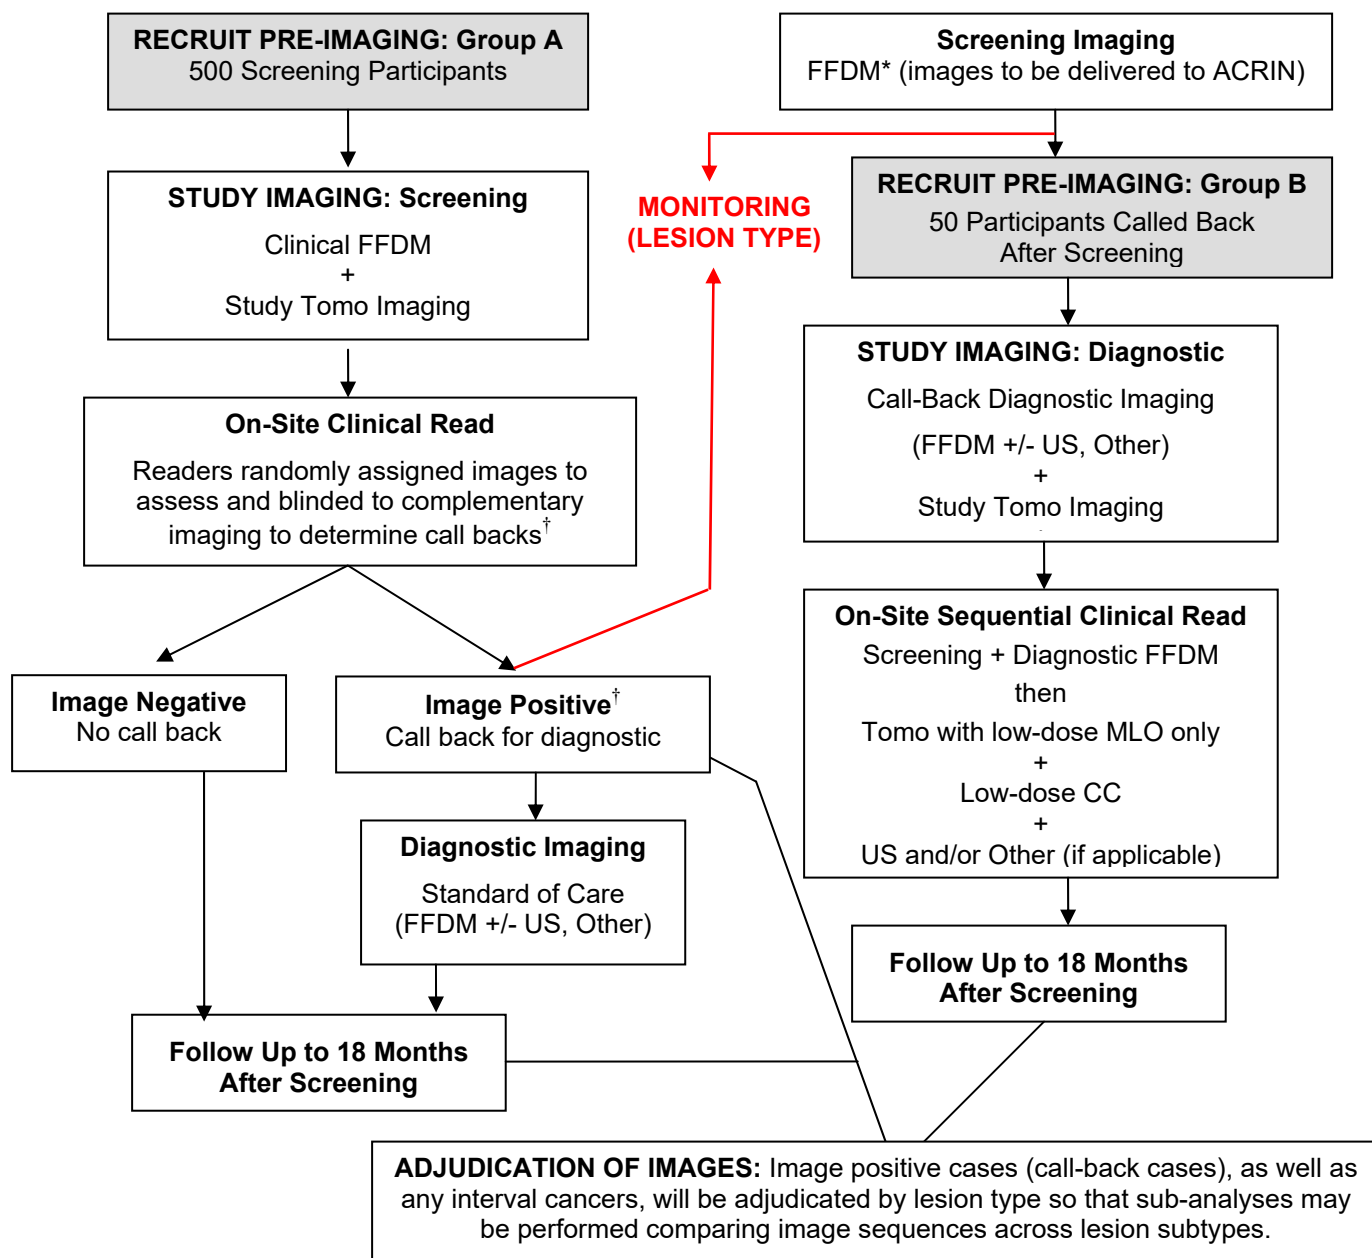 RECRUIT PRE-IMAGING: Group A
500 Screening Participants
Screening Imaging
FFDM* (images to be delivered to ACRIN)
STUDY IMAGING: Screening
Clinical FFDM
+
Study Tomo Imaging
MONITORING
(LESION TYPE)
RECRUIT PRE-IMAGING: Group B
50 Participants Called Back
After Screening
On-Site Clinical Read
Readers randomly assigned images to
assess and blinded to complementary
imaging to determine call backs†
STUDY IMAGING: Diagnostic
Call-Back Diagnostic Imaging
(FFDM +/- US, Other)
+
Study Tomo Imaging
Image Negative
No call back
Image Positive†
Call back for diagnostic
On-Site Sequential Clinical Read
Screening + Diagnostic FFDM
then
Tomo with low-dose MLO only
+
Low-dose CC
+
US and/or Other (if applicable)
Diagnostic Imaging
Standard of Care
(FFDM +/- US, Other)
Follow Up to 18 Months
After Screening
Follow Up to 18 Months
After Screening
ADJUDICATION OF IMAGES: Image positive cases (call-back cases), as well as
any interval cancers, will be adjudicated by lesion type so that sub-analyses may
be performed comparing image sequences across lesion subtypes.